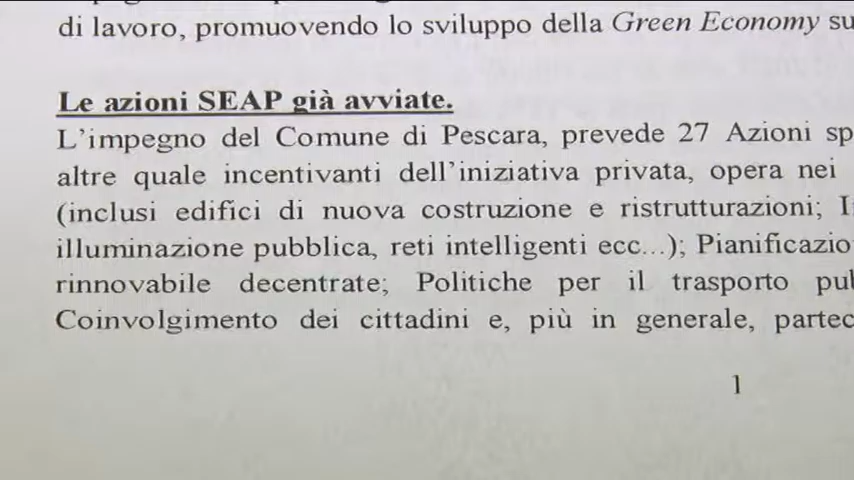 di lavoro, promuovendo lo sviluppo della Green Economy su
Le azioni SEAP già avviate.
L'impegno del Comune di Pescara, prevede 27 Azioni sp
altre quale incentivanti dell'iniziativa privata, opera nei
(inclusi edifici di nuova costruzione e ristrutturazioni; I
illuminazione pubblica, reti intelligenti ecc...); Pianificazio
rinnovabile decentrate; Politiche per il trasporto pub
Coinvolgimento dei cittadini e, più in generale, partec
1